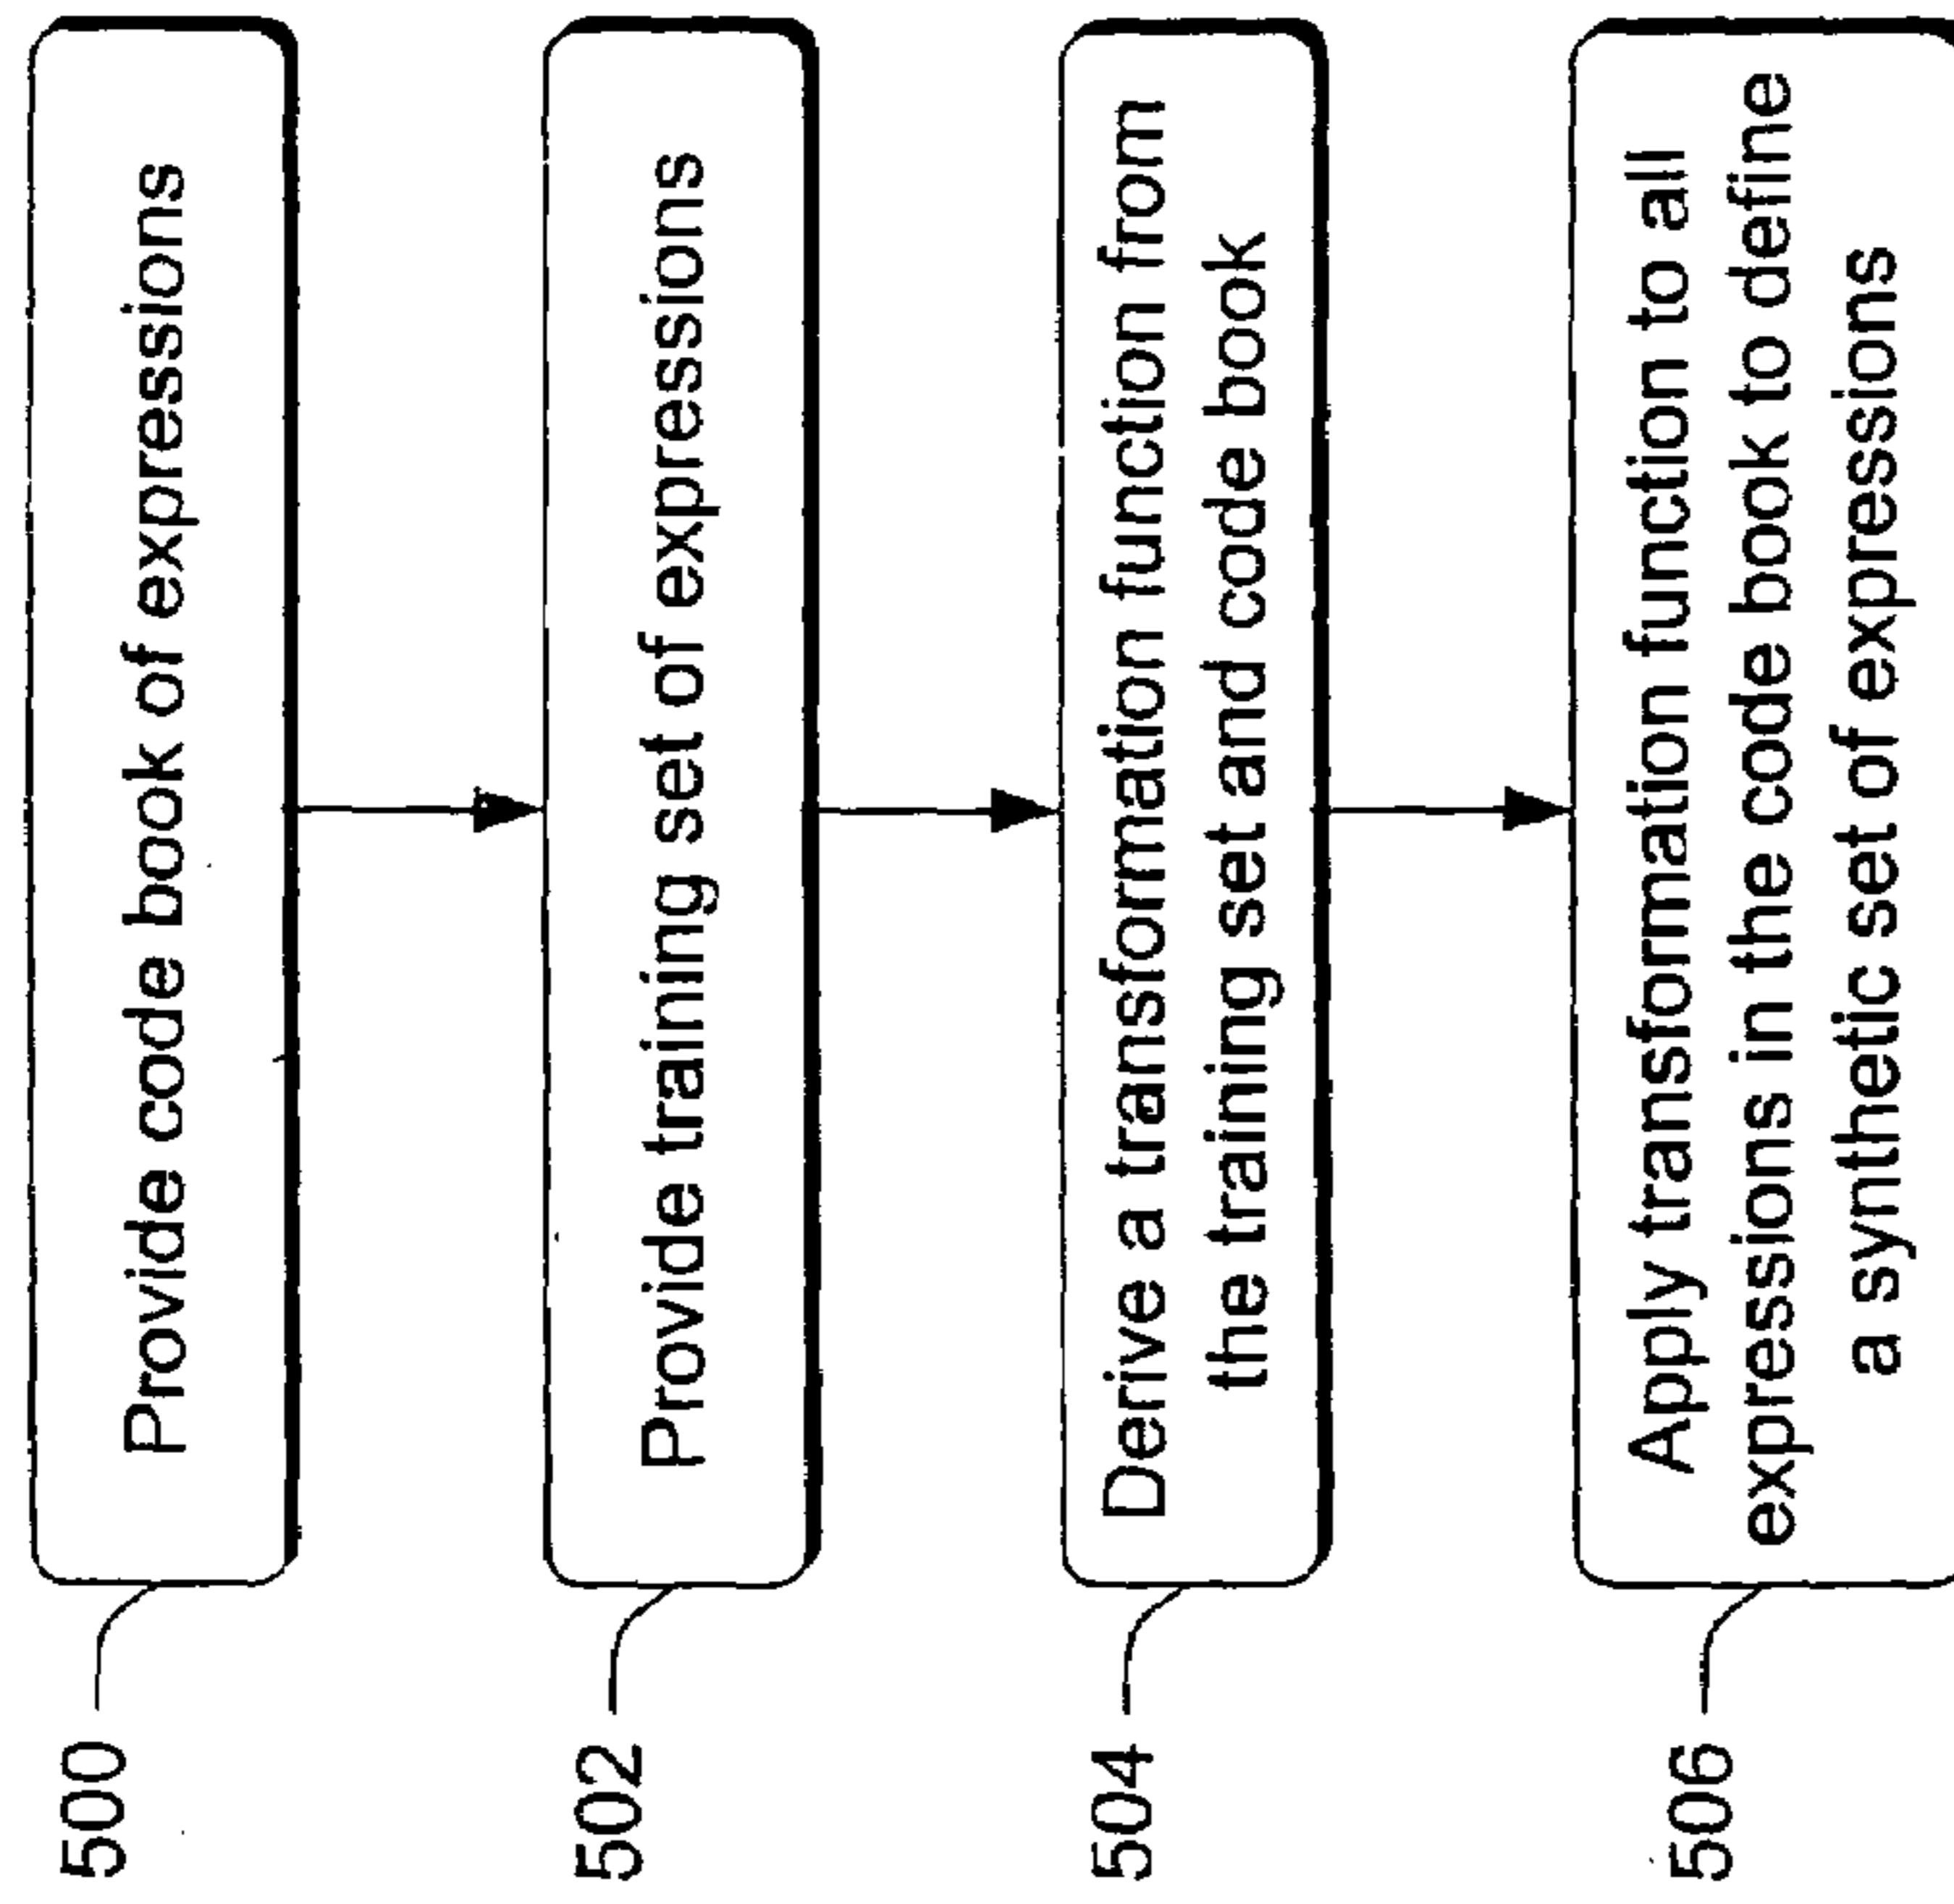 500
Provide code book of expressions
502
Provide training set of expressions
504
Derive a transformation function from
the training set and code book
506
Apply transformation function to all
expressions in the code book to define
a synthetic set of expressions